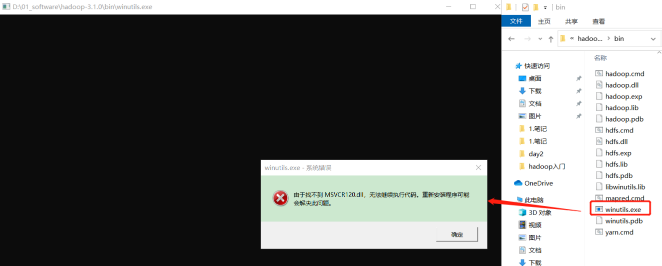 D:\01_software\hadoop-3.1.0\bin\winutils.exe
winutils.exe - 系统错误
由于找不到 MSVCR120.dll，无法继续执行代码。重新安装程序可能
会解决此问题。
确定
bin
文件
主页
共享
查看
« hadoo... › bin
快速访问
桌面
下载
文档
图片
1.笔记
1.笔记
day2
hadoop入门
OneDrive
此电脑
3D 对象
视频
图片
文档
下载
名称
hadoop.cmd
hadoop.dll
hadoop.exp
hadoop.lib
hadoop.pdb
hdfs.cmd
hdfs.dll
hdfs.exp
hdfs.lib
hdfs.pdb
libwinutils.lib
mapred.cmd
winutils.exe
winutils.pdb
yarn.cmd